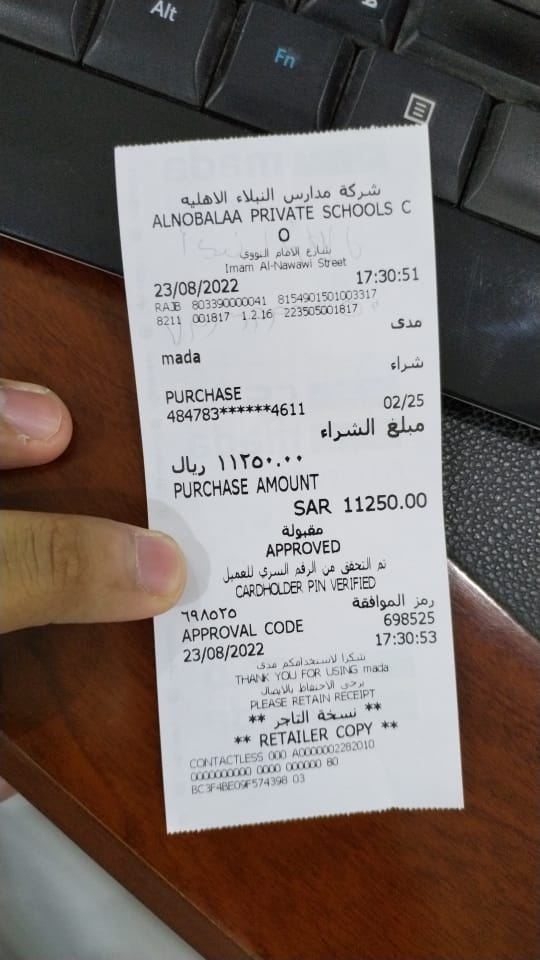 Alt
Fn
شركة مدارس النبلاء الاهليه
ALNOBALAA PRIVATE SCHOOLS C
O
شارع الامام النووي
Imam Al-Nawawi Street
23/08/2022 17:30:51
RAJB 803390000041 8154901501003317
8211 001817 1.2.16 223505001817
مدى
mada
شراء
PURCHASE
484783******4611 02/25
مبلغ الشراء
١١٢٥٠.٠٠ ريال
PURCHASE AMOUNT
SAR 11250.00
مقبولة
APPROVED
تم التحقق من الرقم السري للعميل
CARDHOLDER PIN VERIFIED
رمز الموافقة ٦٩٨٥٢٥
APPROVAL CODE 698525
23/08/2022 17:30:53
شكرا لاستخدامكم مدى
THANK YOU FOR USING mada
يرجى الاحتفاظ بالايصال
PLEASE RETAIN RECEIPT
** نسخة التاجر **
** RETAILER COPY **
CONTACTLESS 000 A0000002282010
0000000000 0000 000000 80
BC3F4BE09F574398 03